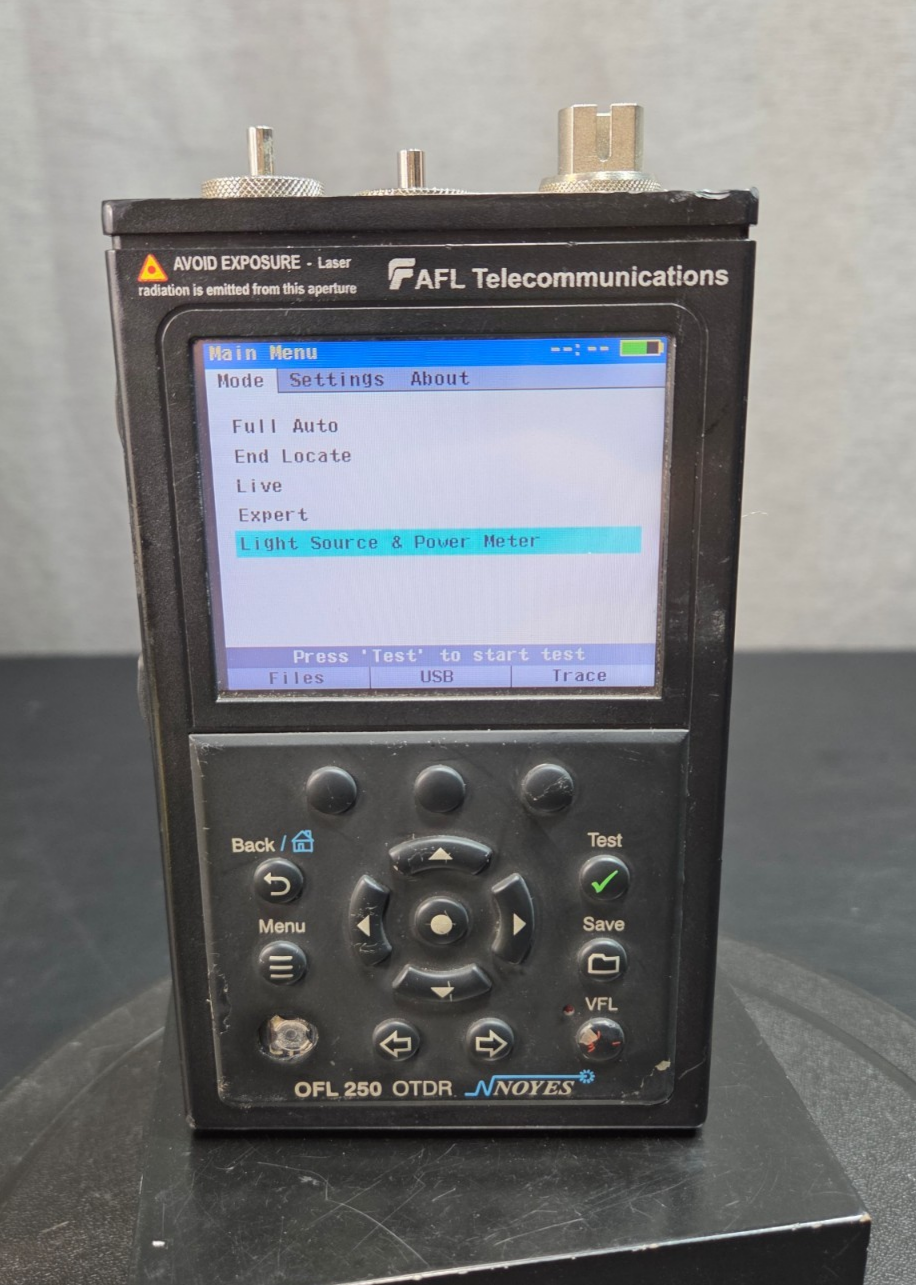 AVOID EXPOSURE - Laser
radiation is emitted from this aperture
AFL Telecommunications
Main Menu --:--
Mode Settings About
Full Auto
End Locate
Live
Expert
Light Source & Power Meter
Press 'Test' to start test
Files USB Trace
Back /
Test
Menu
Save
VFL
OFL 250 OTDR NOYES